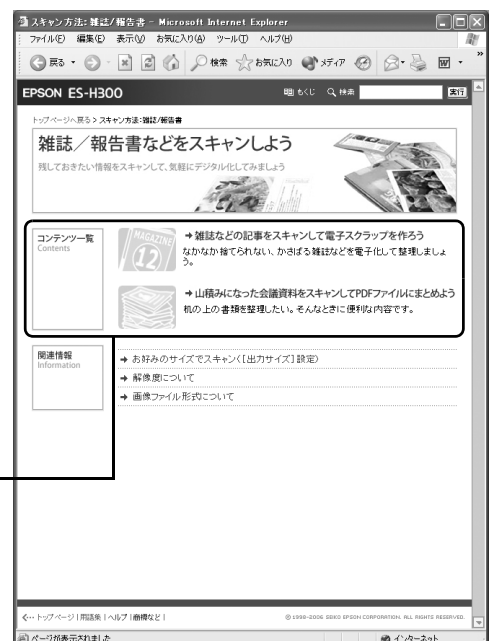 スキャン方法:雑誌/報告書 - Microsoft Internet Explorer
ファイル(F) 編集(E) 表示(V) お気に入り(A) ツール(T) ヘルプ(H)
戻る 検索 お気に入り メディア
EPSON ES-H300 もくじ 検索 実行
トップページへ戻る > スキャン方法:雑誌/報告書
雑誌／報告書などをスキャンしよう
残しておきたい情報をスキャンして、気軽にデジタル化してみましょう
コンテンツ一覧
Contents
MAGAZINE
12
➔ 雑誌などの記事をスキャンして電子スクラップを作ろう
なかなか捨てられない、かさばる雑誌などを電子化して整理しましょ
う。
➔ 山積みになった会議資料をスキャンしてPDFファイルにまとめよう
机の上の書類を整理したい。そんなときに便利な内容です。
関連情報
Information
➔ お好みのサイズでスキャン([出力サイズ]設定)
➔ 解像度について
➔ 画像ファイル形式について
トップページ | 用語集 | ヘルプ | 商標など | © 1998-2006 SEIKO EPSON CORPORATION. ALL RIGHTS RESERVED.
ページが表示されました インターネット